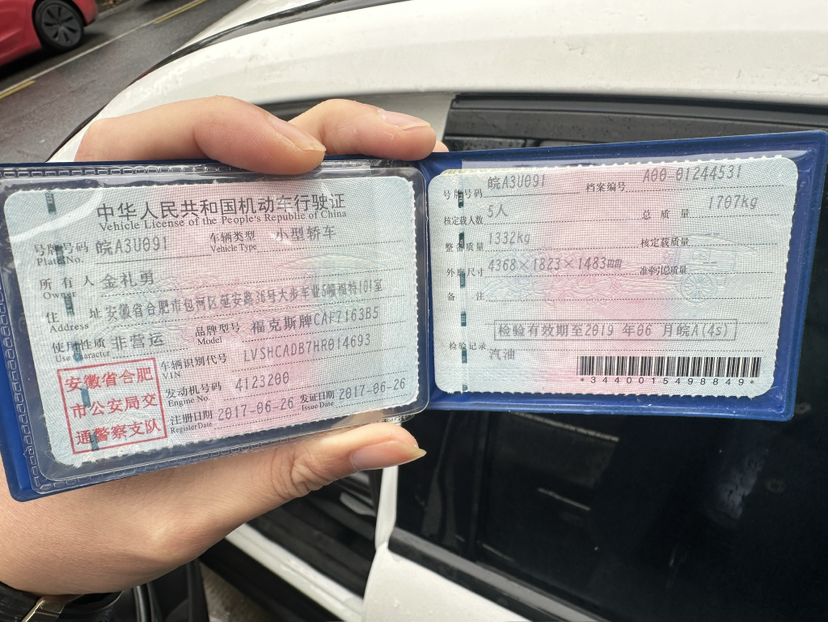 中华人民共和国机动车行驶证
Vehicle License of the People's Republic of China
号牌号码 皖A3U091 车辆类型 小型轿车
Plate No. Vehicle Type
所有人 金礼勇
Owner
住址 安徽省合肥市包河区延安路36号大步车业5幢福特101室
Address
使用性质 非营运 品牌型号 福克斯牌CAF7163B5
Use Character Model
车辆识别代号 LVSHCADB7HR014693
VIN
发动机号码 4123200
Engine No.
注册日期 2017-06-26 发证日期 2017-06-26
Register Date Issue Date
安徽省合肥
市公安局交
通警察支队
号牌号码 皖A3U091 档案编号 A00 01244531
核定载人数 5人 总质量 1707kg
整备质量 1332kg 核定载质量
外廓尺寸 4368×1823×1483mm 准牵引总质量
备注
检验有效期至2019 年06 月皖A(4s)
检验记录
汽油
*3440015498849*